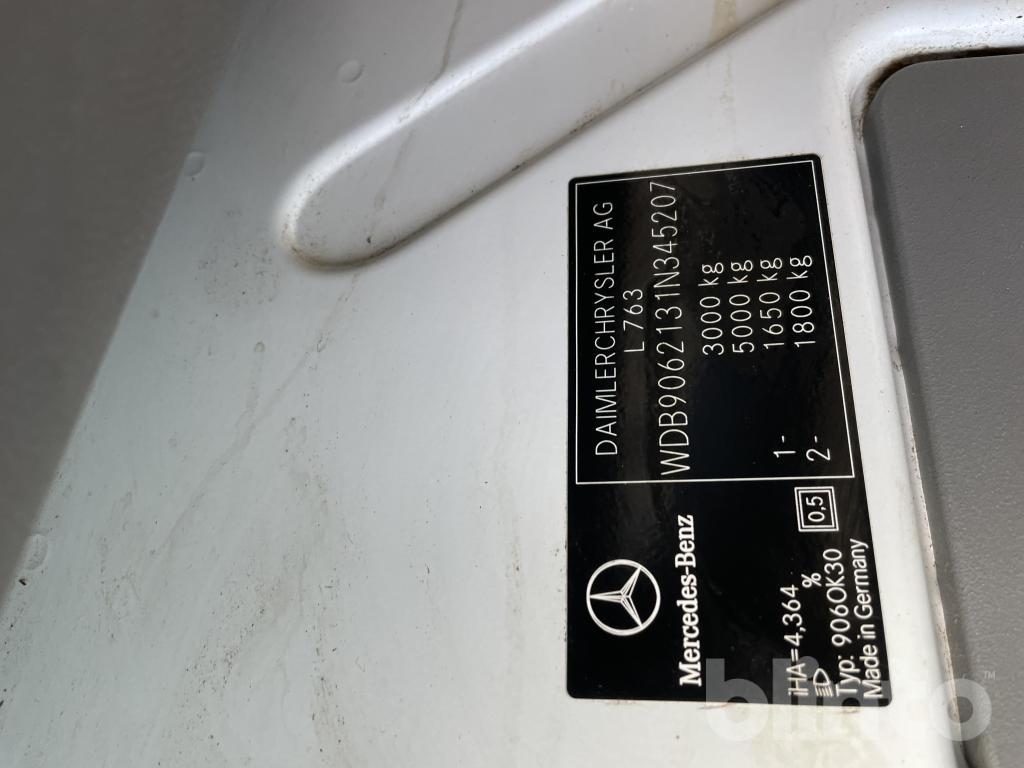 DAIMLERCHRYSLER AG
L 763
WDB9062131N345207
3000 kg
5000 kg
1- 1650 kg
2- 1800 kg
Mercedes-Benz
IHA=4,364
% 0,5
Typ: 906OK30
Made in Germany
blinto™